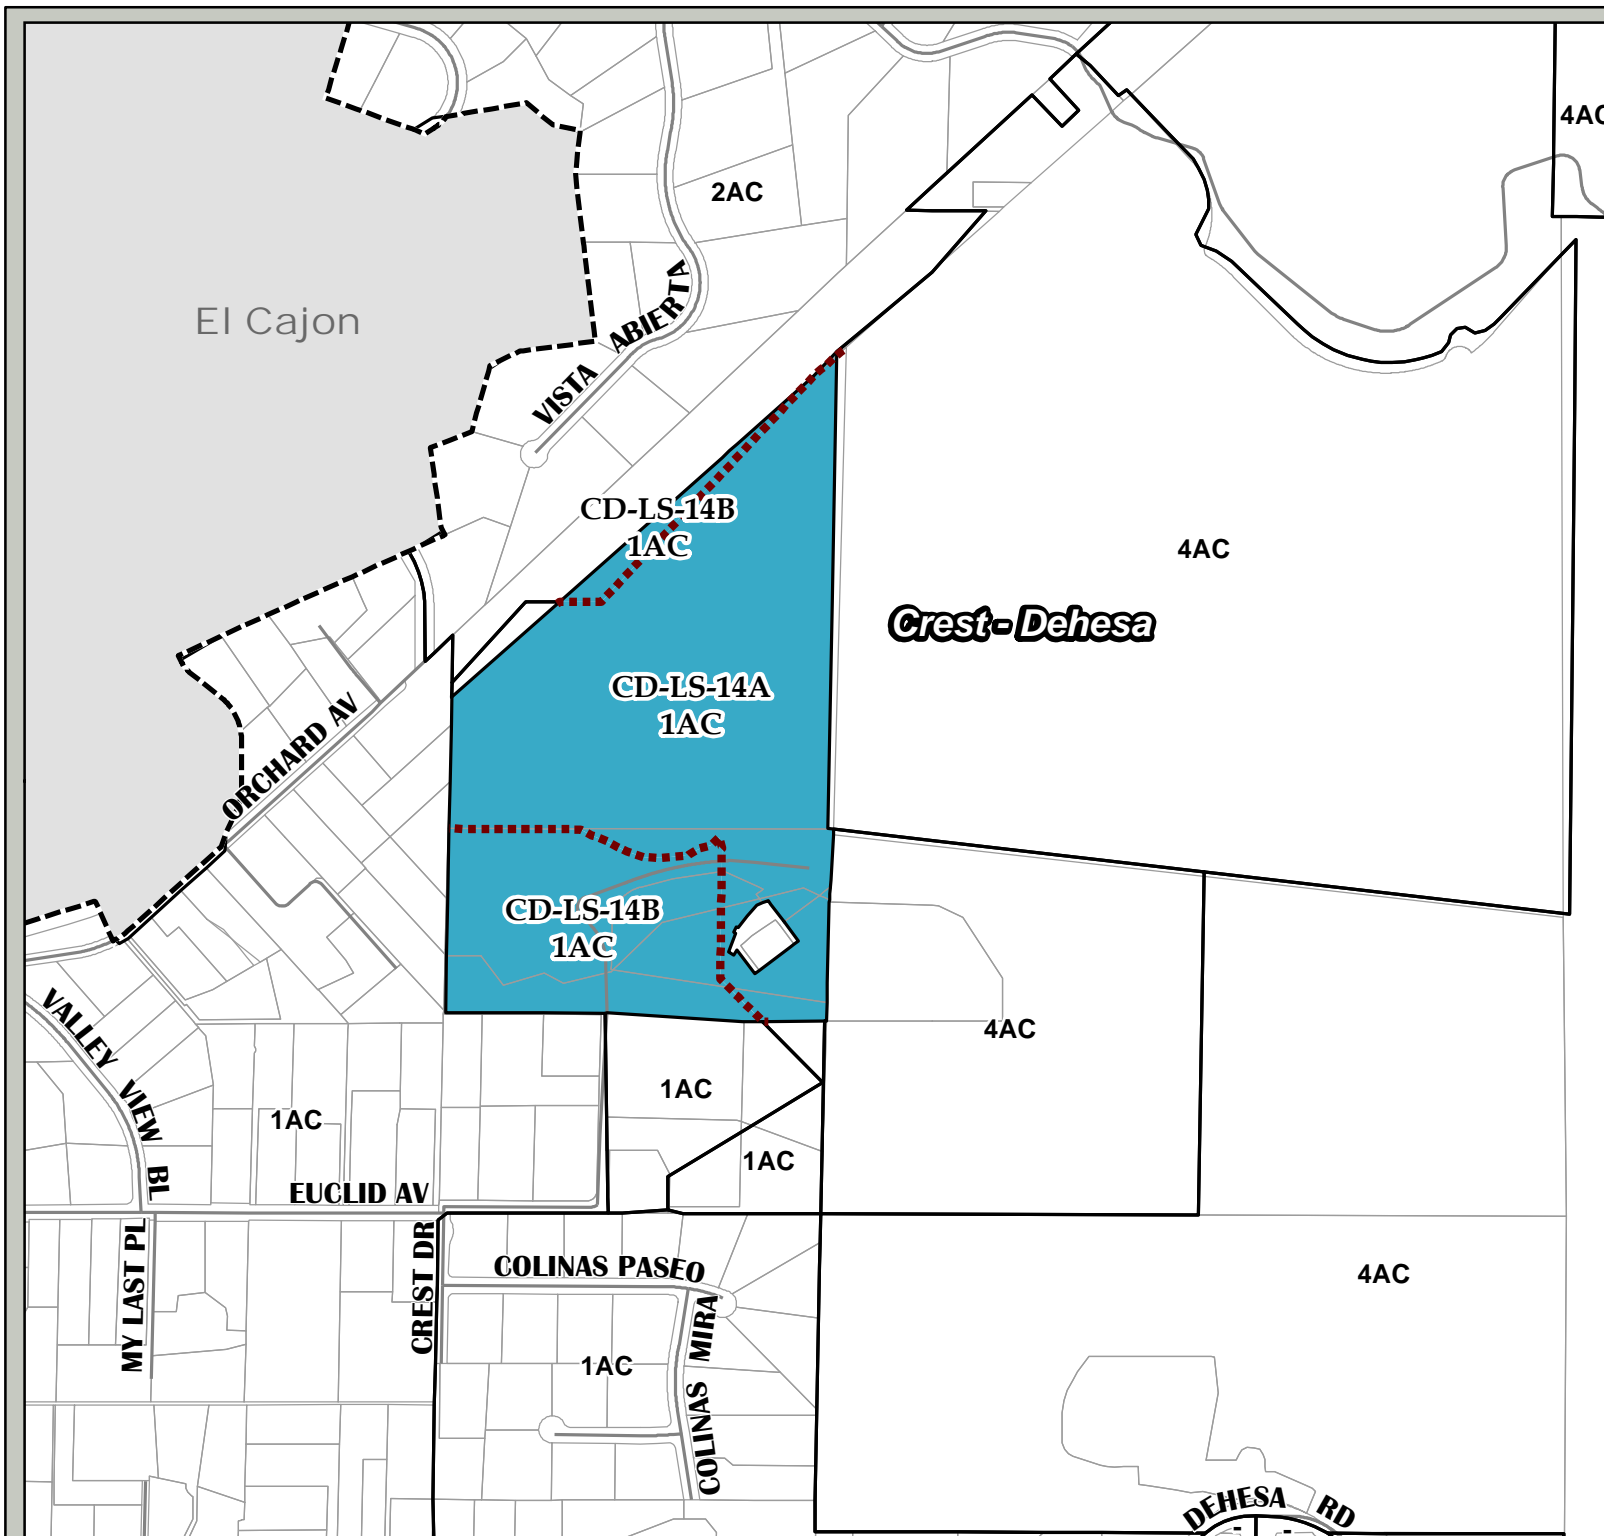 4AC
2AC
El Cajon
VISTA ABIERTA
CD-LS-14B
1AC
4AC
Crest - Dehesa
CD-LS-14A
1AC
ORCHARD AV
CD-LS-14B
1AC
4AC
VALLEY VIEW BL
1AC
1AC
1AC
EUCLID AV
MY LAST PL
CREST DR
COLINAS PASEO
4AC
COLINAS MIRA
1AC
DEHESA RD